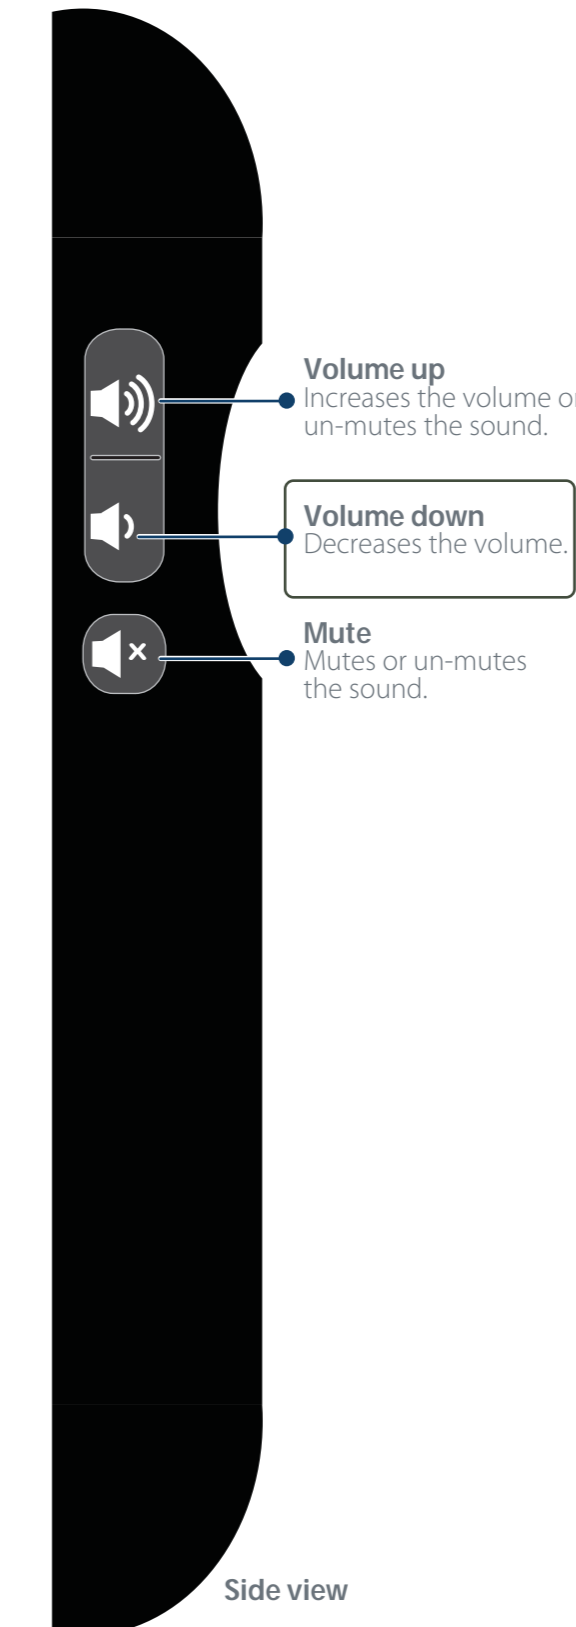 Volume up
Increases the volume or
un-mutes the sound.
Volume down
Decreases the volume.
Mute
Mutes or un-mutes
the sound.
Side view